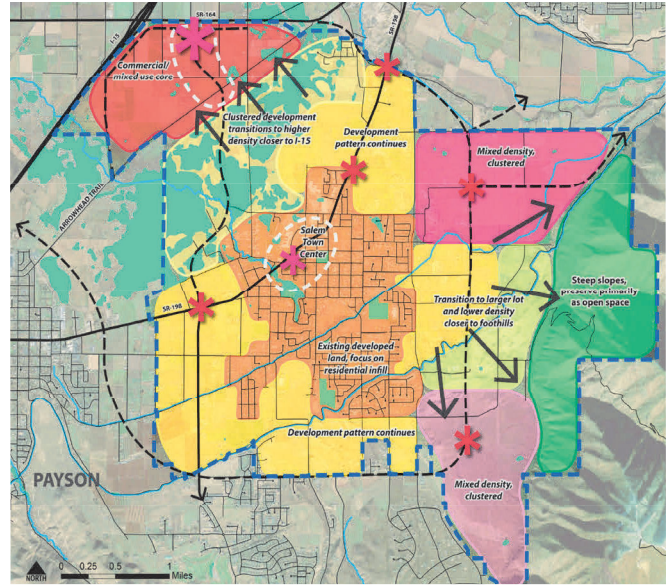 SR-164
I-15
SR-198
Commercial/
mixed use core
Clustered development
transitions to higher
density closer to I-15
Development
pattern continues
Mixed density,
clustered
ARROWHEAD TRAIL
Salem
Town
Center
Steep slopes,
preserve primarily
as open space
Transition to larger lot
and lower density
closer to foothills
SR-198
Existing developed
land, focus on
residential infill
Development pattern continues
PAYSON
Mixed density,
clustered
NORTH
0 0.25 0.5 1
Miles